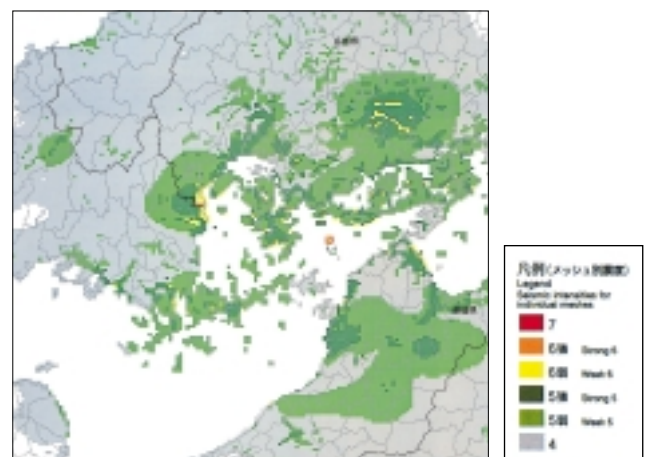 凡例(メッシュ別震度)
Legend
Seismic intensities for
individual meshes
7
6強 Strong 6
6弱 Weak 6
5強 Strong 5
5弱 Weak 5
4